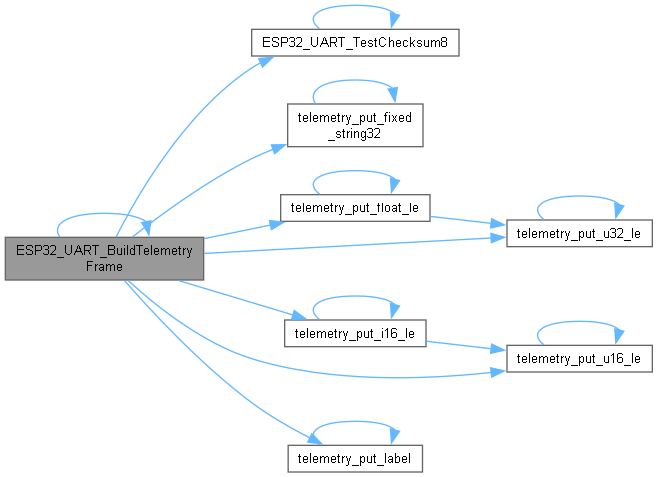 ESP32_UART_TestChecksum8
telemetry_put_fixed
_string32
telemetry_put_float_le
telemetry_put_u32_le
ESP32_UART_BuildTelemetry
Frame
telemetry_put_i16_le
telemetry_put_u16_le
telemetry_put_label